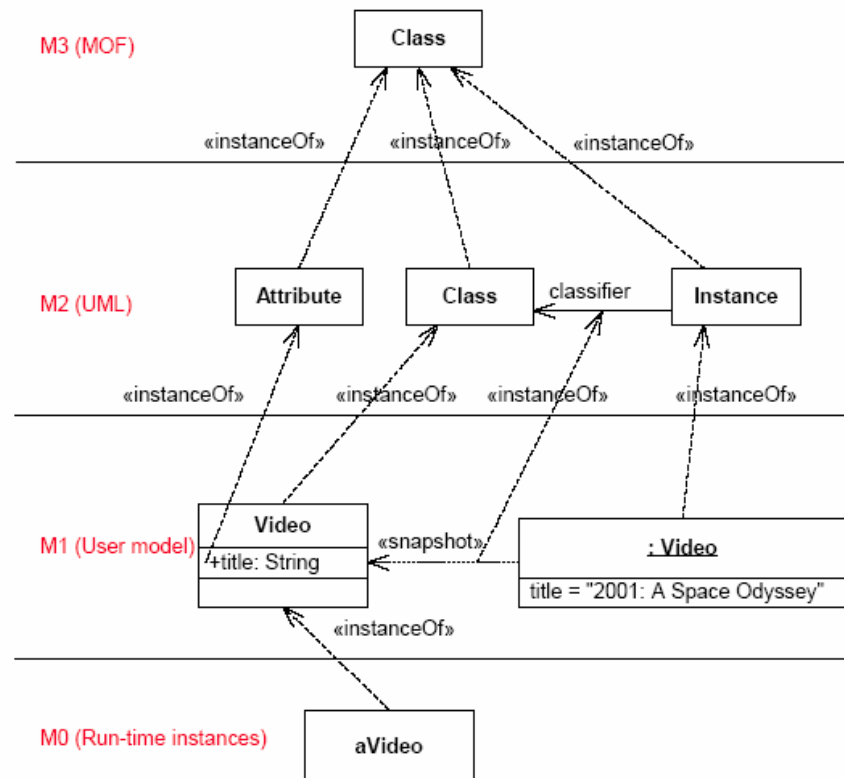 M3 (MOF)
Class
«instanceOf»
«instanceOf»
«instanceOf»
M2 (UML)
Attribute
Class
classifier
Instance
«instanceOf»
«instanceOf»
«instanceOf»
«instanceOf»
M1 (User model)
Video
+title: String
«snapshot»
: Video
title = "2001: A Space Odyssey"
«instanceOf»
M0 (Run-time instances)
aVideo